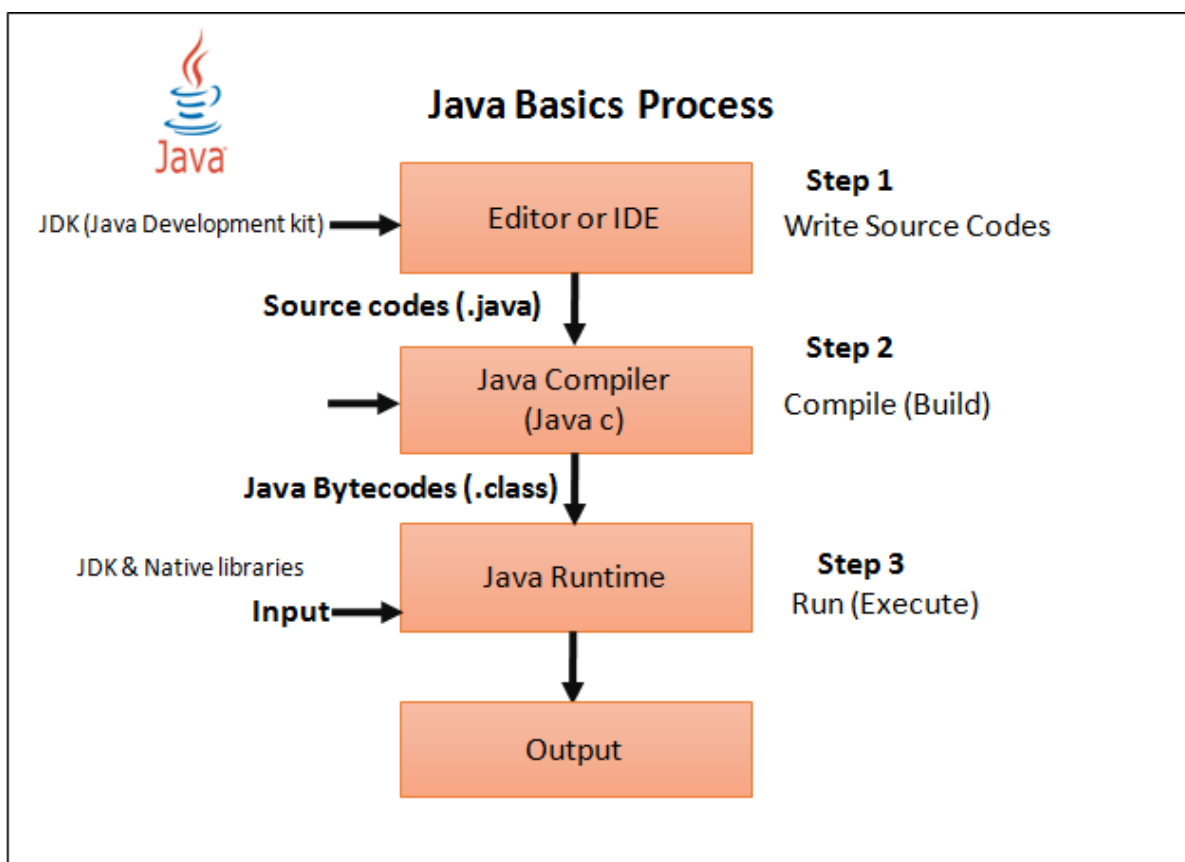 Java
Java Basics Process
Step 1
JDK (Java Development kit)
Editor or IDE
Write Source Codes
Source codes (.java)
Step 2
Java Compiler
(Java c)
Compile (Build)
Java Bytecodes (.class)
JDK & Native libraries
Java Runtime
Step 3
Input
Run (Execute)
Output